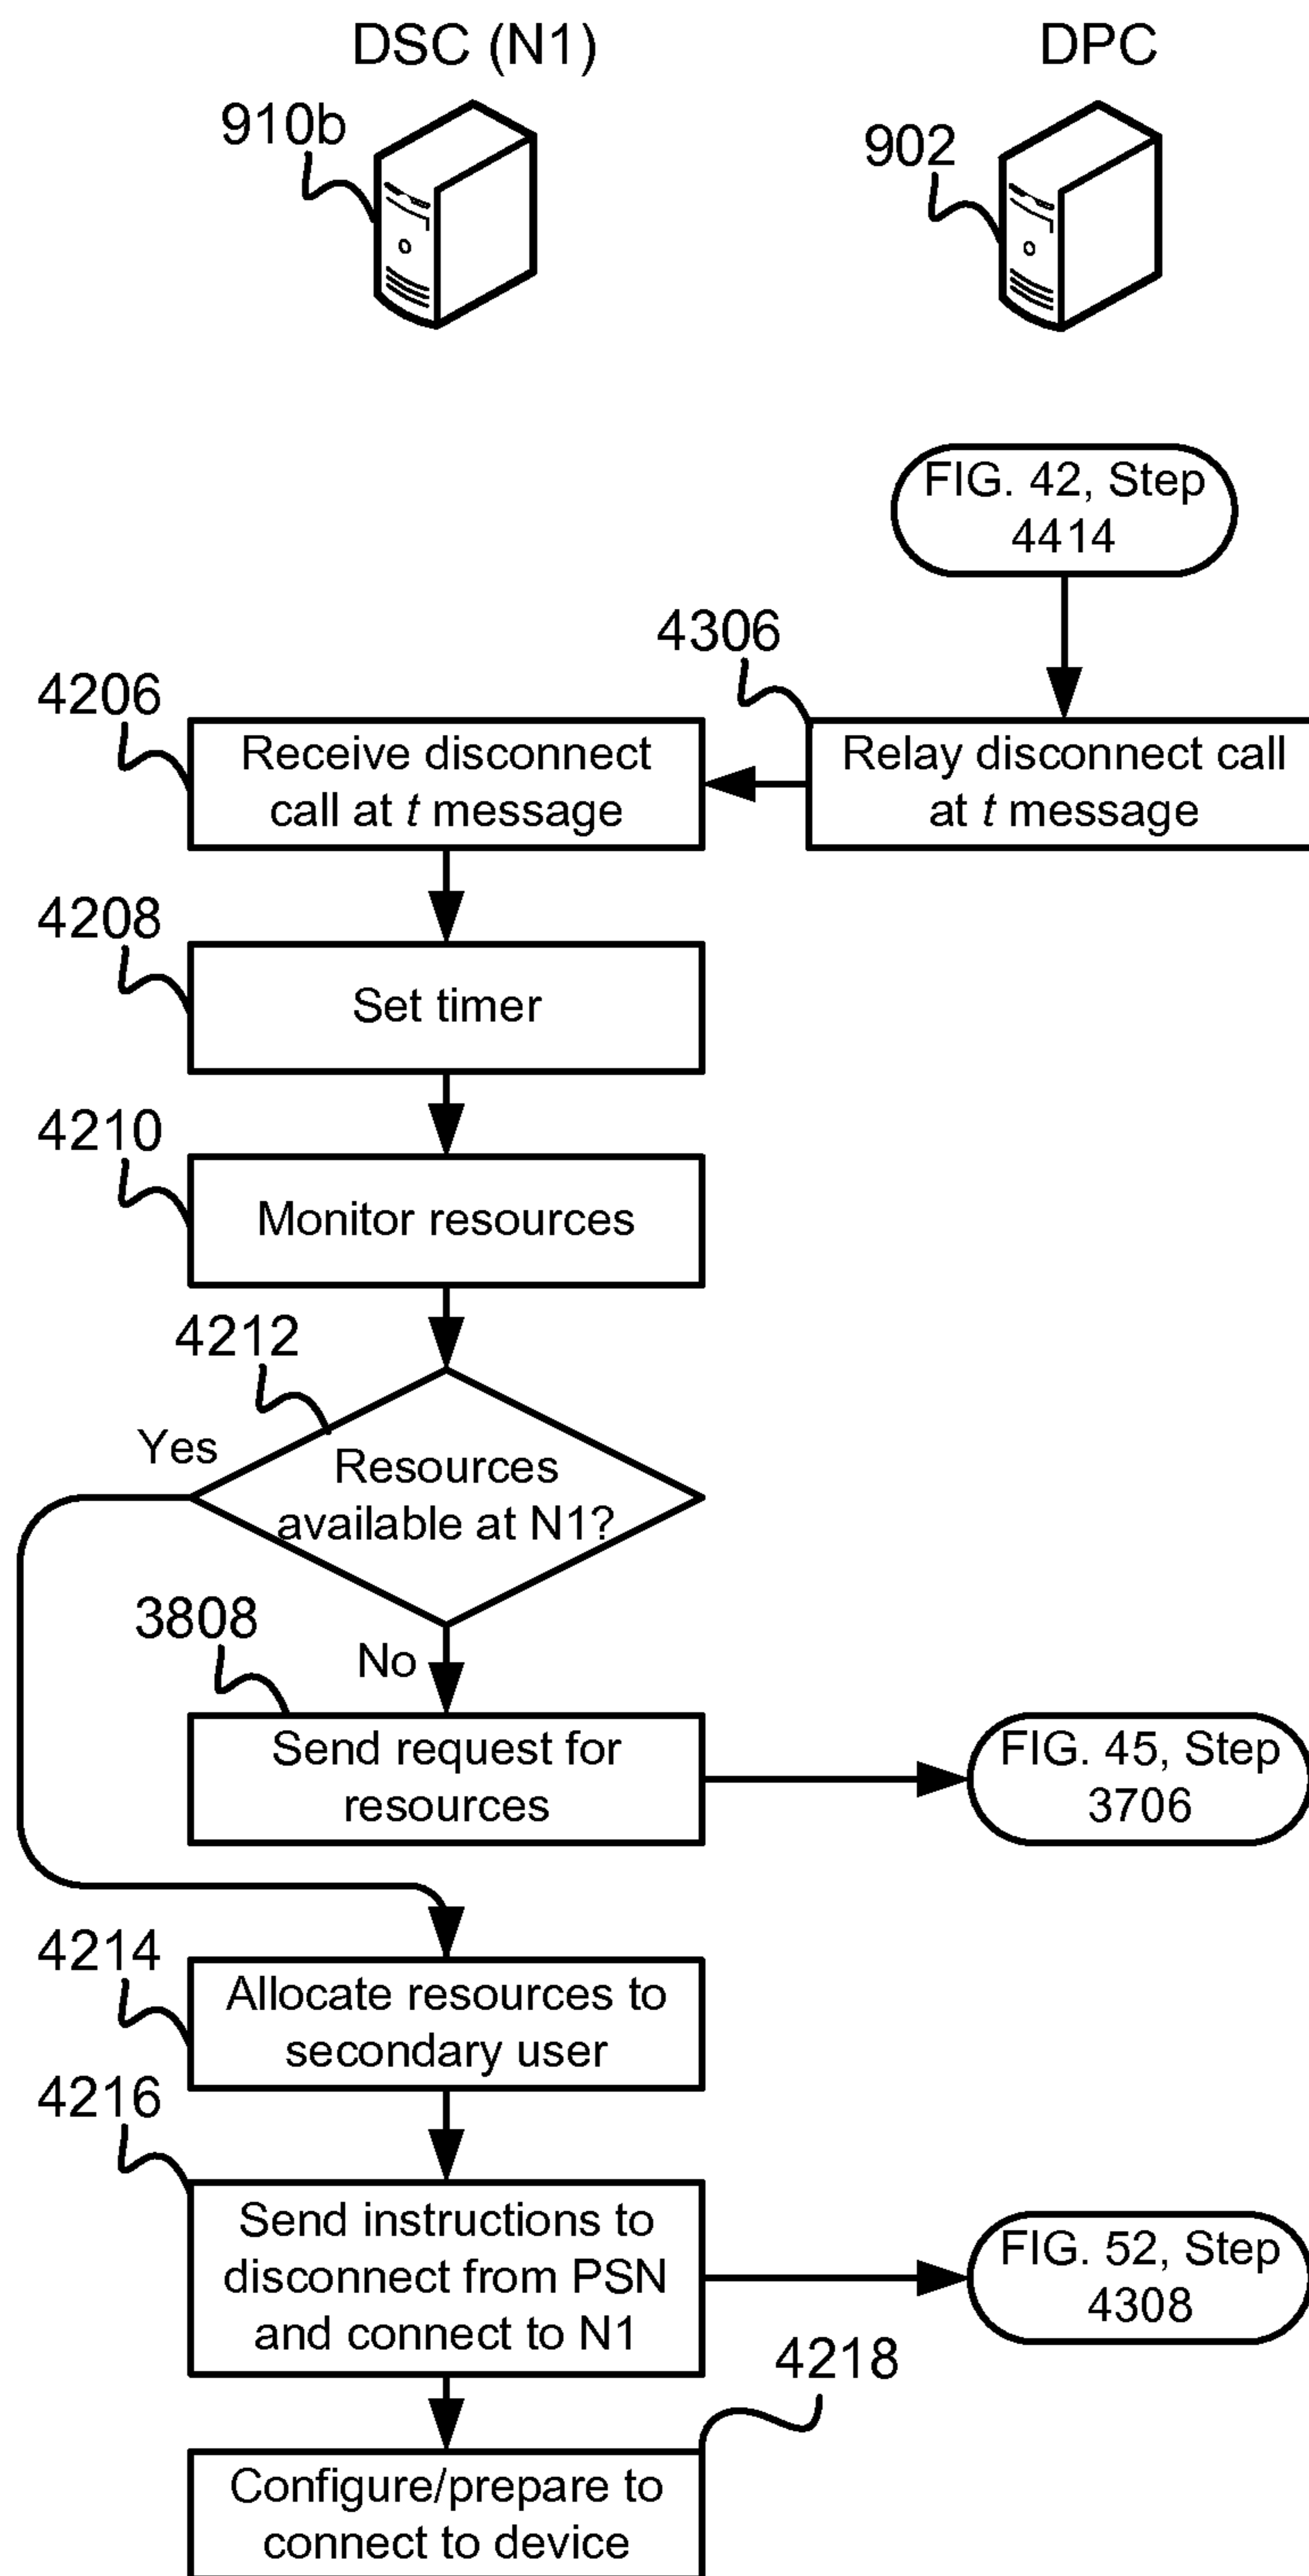 DSC (N1)
DPC
910b
902
FIG. 42, Step
4414
4306
4206
Receive disconnect
call at t message
Relay disconnect call
at t message
4208
Set timer
4210
Monitor resources
4212
Yes
Resources
available at N1?
3808
No
Send request for
resources
FIG. 45, Step
3706
4214
Allocate resources to
secondary user
4216
Send instructions to
disconnect from PSN
and connect to N1
FIG. 52, Step
4308
4218
Configure/prepare to
connect to device